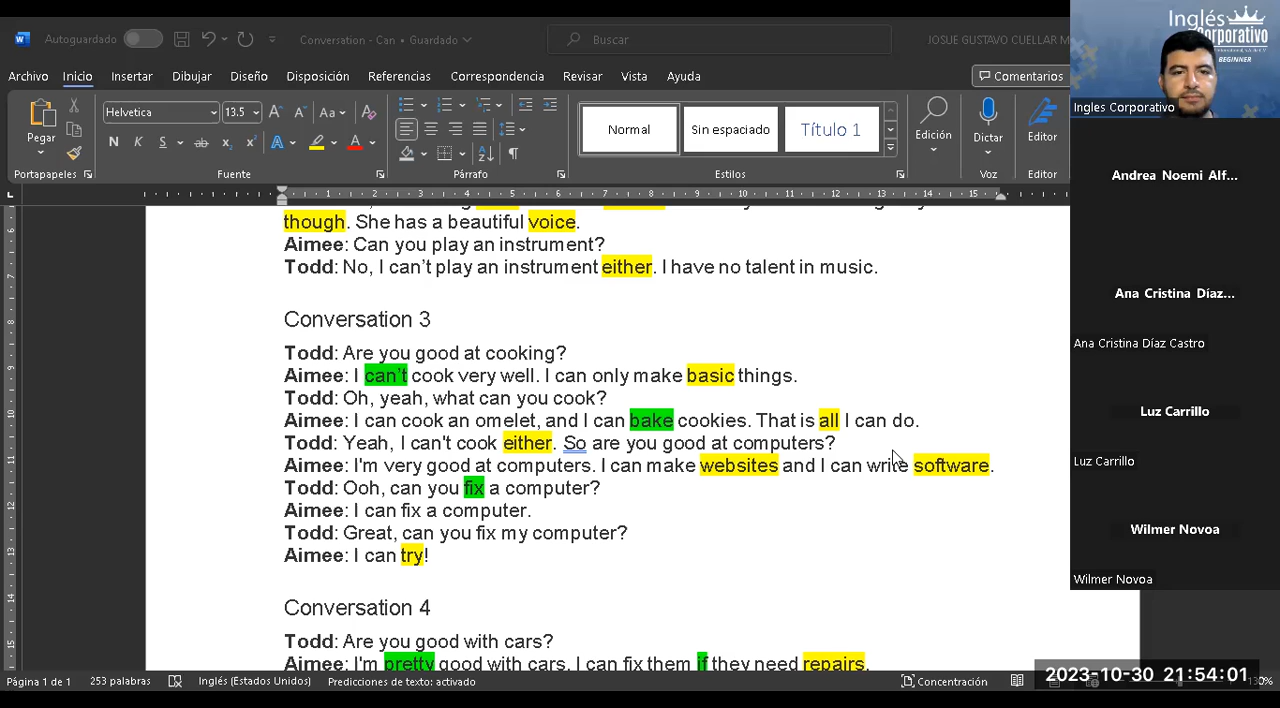 Autoguardado
Conversation - Can • Guardado
Buscar
JOSUE GUSTAVO CUELLAR M
Archivo Inicio Insertar Dibujar Diseño Disposición Referencias Correspondencia Revisar Vista Ayuda
Comentarios
Pegar
Helvetica 13.5
Normal
Sin espaciado
Título 1
Edición
Dictar
Editor
Portapapeles
Fuente
Párrafo
Estilos
Voz
Editor
though. She has a beautiful voice.
Aimee: Can you play an instrument?
Todd: No, I can’t play an instrument either. I have no talent in music.
Conversation 3
Todd: Are you good at cooking?
Aimee: I can’t cook very well. I can only make basic things.
Todd: Oh, yeah, what can you cook?
Aimee: I can cook an omelet, and I can bake cookies. That is all I can do.
Todd: Yeah, I can't cook either. So are you good at computers?
Aimee: I'm very good at computers. I can make websites and I can write software.
Todd: Ooh, can you fix a computer?
Aimee: I can fix a computer.
Todd: Great, can you fix my computer?
Aimee: I can try!
Conversation 4
Todd: Are you good with cars?
Aimee: I'm pretty good with cars. I can fix them if they need repairs.
Página 1 de 1
253 palabras
Inglés (Estados Unidos)
Predicciones de texto: activado
Concentración
2023-10-30 21:54:01
Inglés
Corporativo
BEGINNER
Ingles Corporativo
Andrea Noemi Alf...
Ana Cristina Díaz...
Ana Cristina Díaz Castro
Luz Carrillo
Luz Carrillo
Wilmer Novoa
Wilmer Novoa